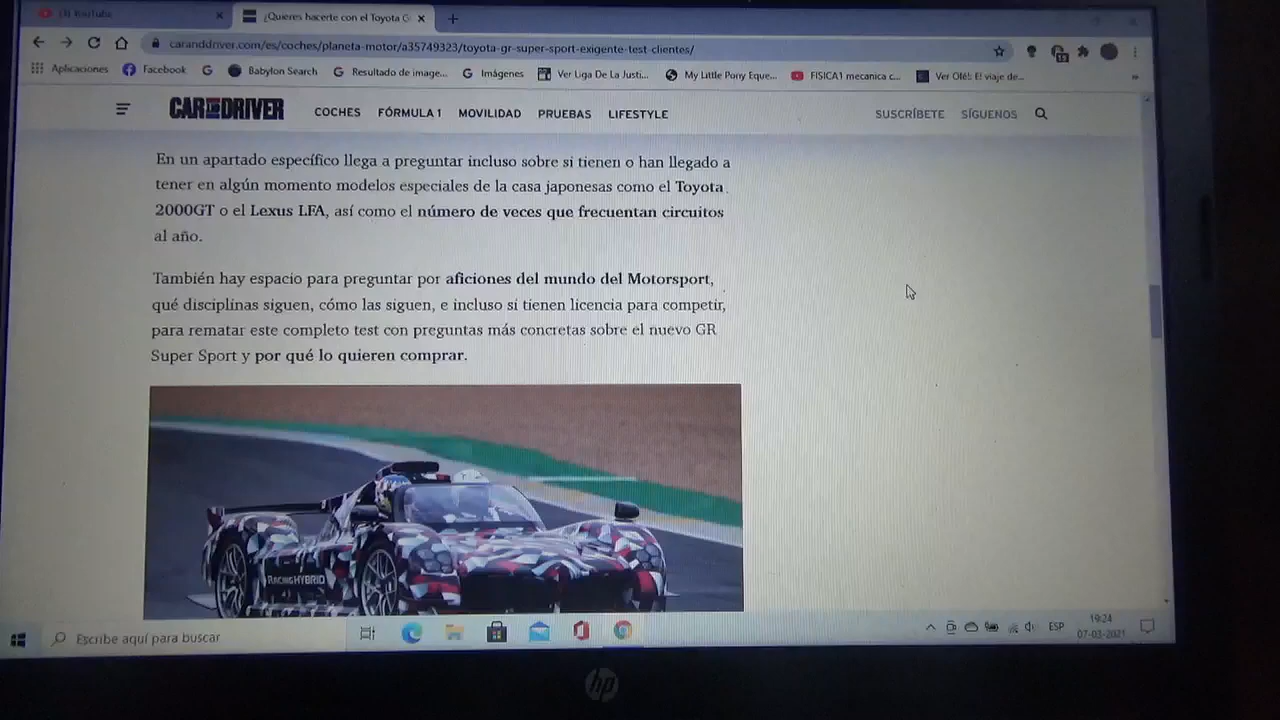 (3) YouTube
¿Quieres hacerte con el Toyota G
caranddriver.com/es/coches/planeta-motor/a35749323/toyota-gr-super-sport-exigente-test-clientes/
Aplicaciones
Facebook
Babylon Search
Resultado de image...
Imágenes
Ver Liga De La Justi...
My Little Pony Eque...
FISICA1 mecanica c...
Ver Olé!: El viaje de...
CAR AND DRIVER
COCHES
FÓRMULA 1
MOVILIDAD
PRUEBAS
LIFESTYLE
SUSCRÍBETE
SÍGUENOS
En un apartado específico llega a preguntar incluso sobre si tienen o han llegado a
tener en algún momento modelos especiales de la casa japonesas como el Toyota
2000GT o el Lexus LFA, así como el número de veces que frecuentan circuitos
al año.
También hay espacio para preguntar por aficiones del mundo del Motorsport,
qué disciplinas siguen, cómo las siguen, e incluso si tienen licencia para competir,
para rematar este completo test con preguntas más concretas sobre el nuevo GR
Super Sport y por qué lo quieren comprar.
RACING HYBRID
Escribe aquí para buscar
ESP
19:24
07-03-2021
hp